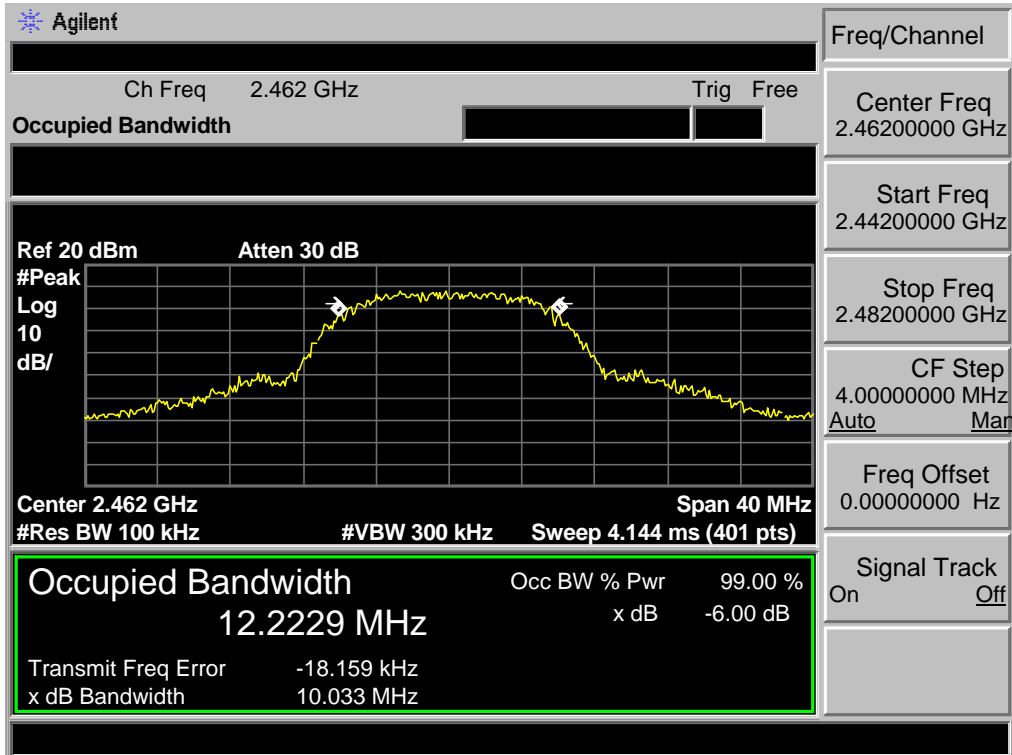 Agilent
Ch Freq 2.462 GHz Trig Free
Occupied Bandwidth
Ref 20 dBm Atten 30 dB
#Peak
Log
10
dB/
Center 2.462 GHz Span 40 MHz
#Res BW 100 kHz #VBW 300 kHz Sweep 4.144 ms (401 pts)
Occupied Bandwidth
12.2229 MHz
Occ BW % Pwr 99.00 %
x dB -6.00 dB
Transmit Freq Error -18.159 kHz
x dB Bandwidth 10.033 MHz
Freq/Channel
Center Freq
2.46200000 GHz
Start Freq
2.44200000 GHz
Stop Freq
2.48200000 GHz
CF Step
4.00000000 MHz
Auto Man
Freq Offset
0.00000000 Hz
Signal Track
On Off